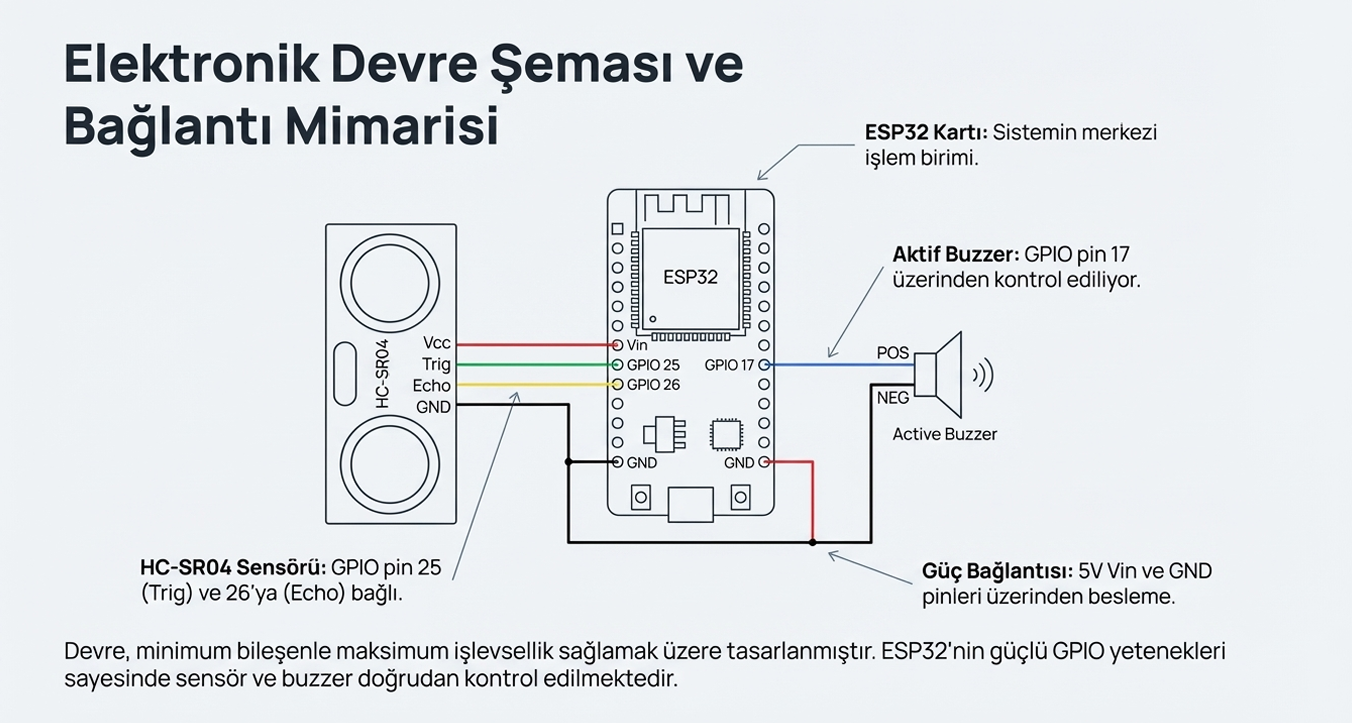 Elektronik Devre Şeması ve
Bağlantı Mimarisi
ESP32 Kartı: Sistemin merkezi
işlem birimi.
Aktif Buzzer: GPIO pin 17
üzerinden kontrol ediliyor.
ESP32
HC-SR04
Vcc
Trig
Echo
GND
Vin
GPIO 25
GPIO 26
GPIO 17
GND
GND
POS
NEG
Active Buzzer
HC-SR04 Sensörü: GPIO pin 25
(Trig) ve 26'ya (Echo) bağlı.
Güç Bağlantısı: 5V Vin ve GND
pinleri üzerinden besleme.
Devre, minimum bileşenle maksimum işlevsellik sağlamak üzere tasarlanmıştır. ESP32'nin güçlü GPIO yetenekleri
sayesinde sensör ve buzzer doğrudan kontrol edilmektedir.